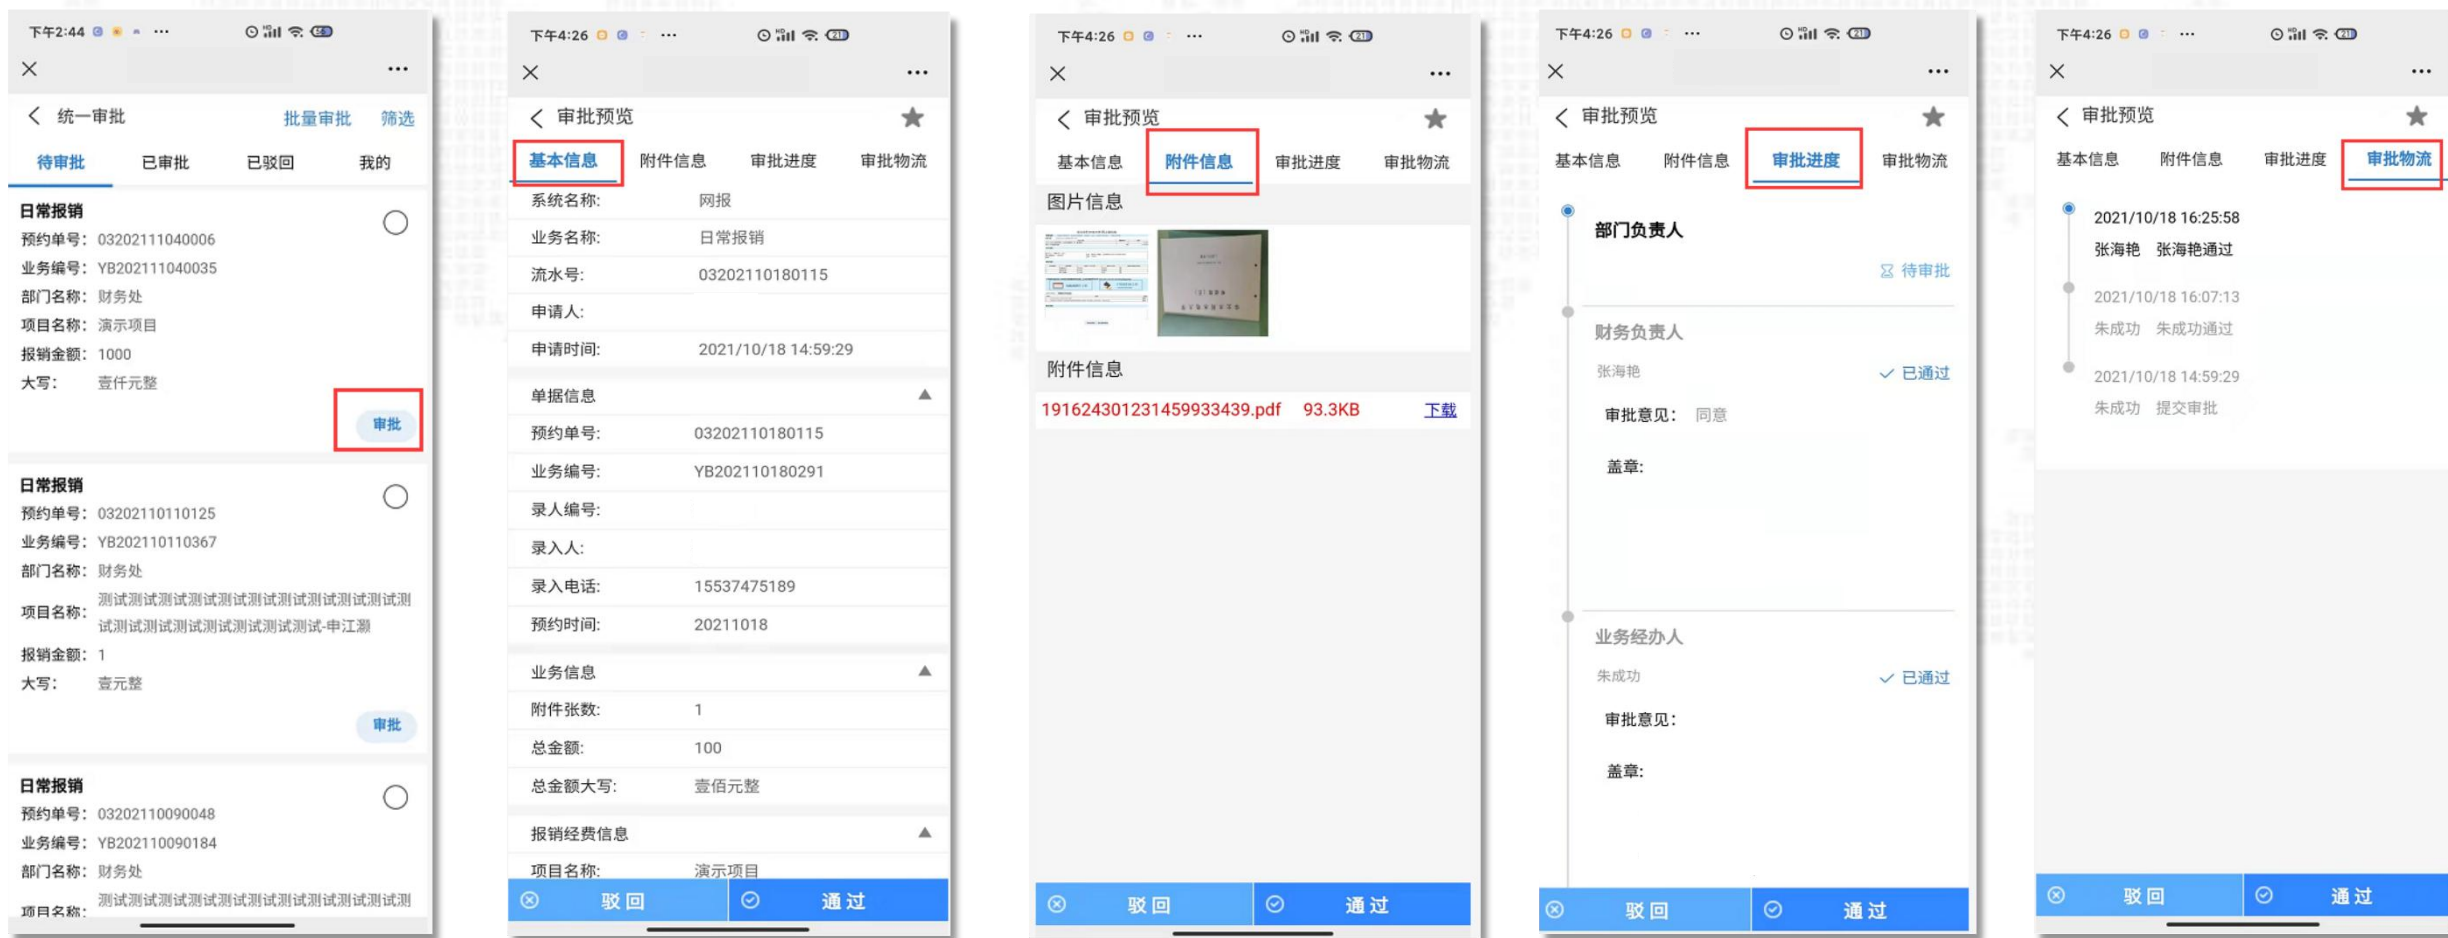 下午2:44
统一审批 批量审批 筛选
待审批 已审批 已驳回 我的
日常报销
预约单号: 03202111040006
业务编号: YB202111040035
部门名称: 财务处
项目名称: 演示项目
报销金额: 1000
大写: 壹仟元整
审批
日常报销
预约单号: 03202110110125
业务编号: YB202110110367
部门名称: 财务处
项目名称: 测试测试测试测试测试测试测试测试测
试测试测试测试测试测试测试-申江灏
报销金额: 1
大写: 壹元整
审批
日常报销
预约单号: 03202110090048
业务编号: YB202110090184
部门名称: 财务处
项目名称: 测试测试测试测试测试测试测试测试测
下午4:26 21
审批预览
基本信息 附件信息 审批进度 审批物流
系统名称: 网报
业务名称: 日常报销
流水号: 03202110180115
申请人:
申请时间: 2021/10/18 14:59:29
单据信息
预约单号: 03202110180115
业务编号: YB202110180291
录人编号:
录入人:
录入电话: 15537475189
预约时间: 20211018
业务信息
附件张数: 1
总金额: 100
总金额大写: 壹佰元整
报销经费信息
项目名称: 演示项目
驳回 通过
下午4:26 21
审批预览
基本信息 附件信息 审批进度 审批物流
图片信息
附件信息
191624301231459933439.pdf 93.3KB 下载
驳回 通过
下午4:26 21
审批预览
基本信息 附件信息 审批进度 审批物流
部门负责人
待审批
财务负责人
张海艳 已通过
审批意见: 同意
盖章:
业务经办人
朱成功 已通过
审批意见:
盖章:
驳回 通过
下午4:26 21
审批预览
基本信息 附件信息 审批进度 审批物流
2021/10/18 16:25:58
张海艳 张海艳通过
2021/10/18 16:07:13
朱成功 朱成功通过
2021/10/18 14:59:29
朱成功 提交审批
驳回 通过